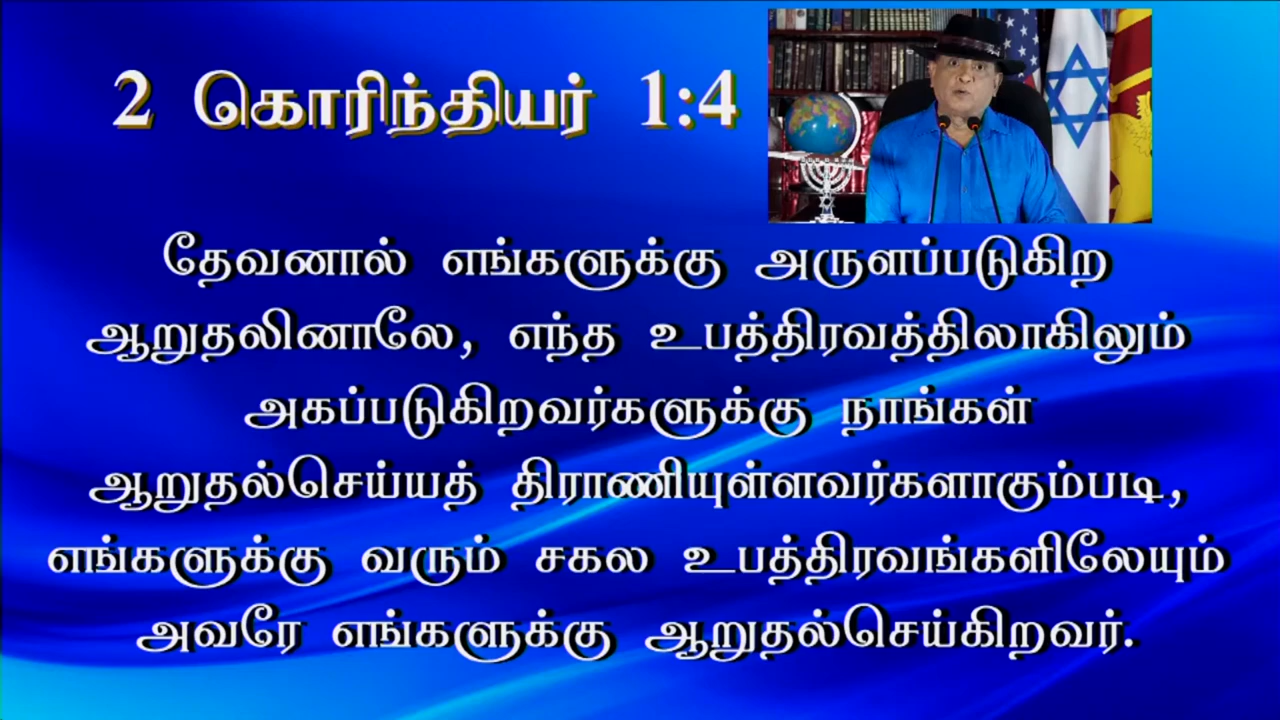 2 கொரிந்தியர் 1:4
தேவனால் எங்களுக்கு அருளப்படுகிற
ஆறுதலினாலே, எந்த உபத்திரவத்திலாகிலும்
அகப்படுகிறவர்களுக்கு நாங்கள்
ஆறுதல்செய்யத் திராணியுள்ளவர்களாகும்படி,
எங்களுக்கு வரும் சகல உபத்திரவங்களிலேயும்
அவரே எங்களுக்கு ஆறுதல்செய்கிறவர்.